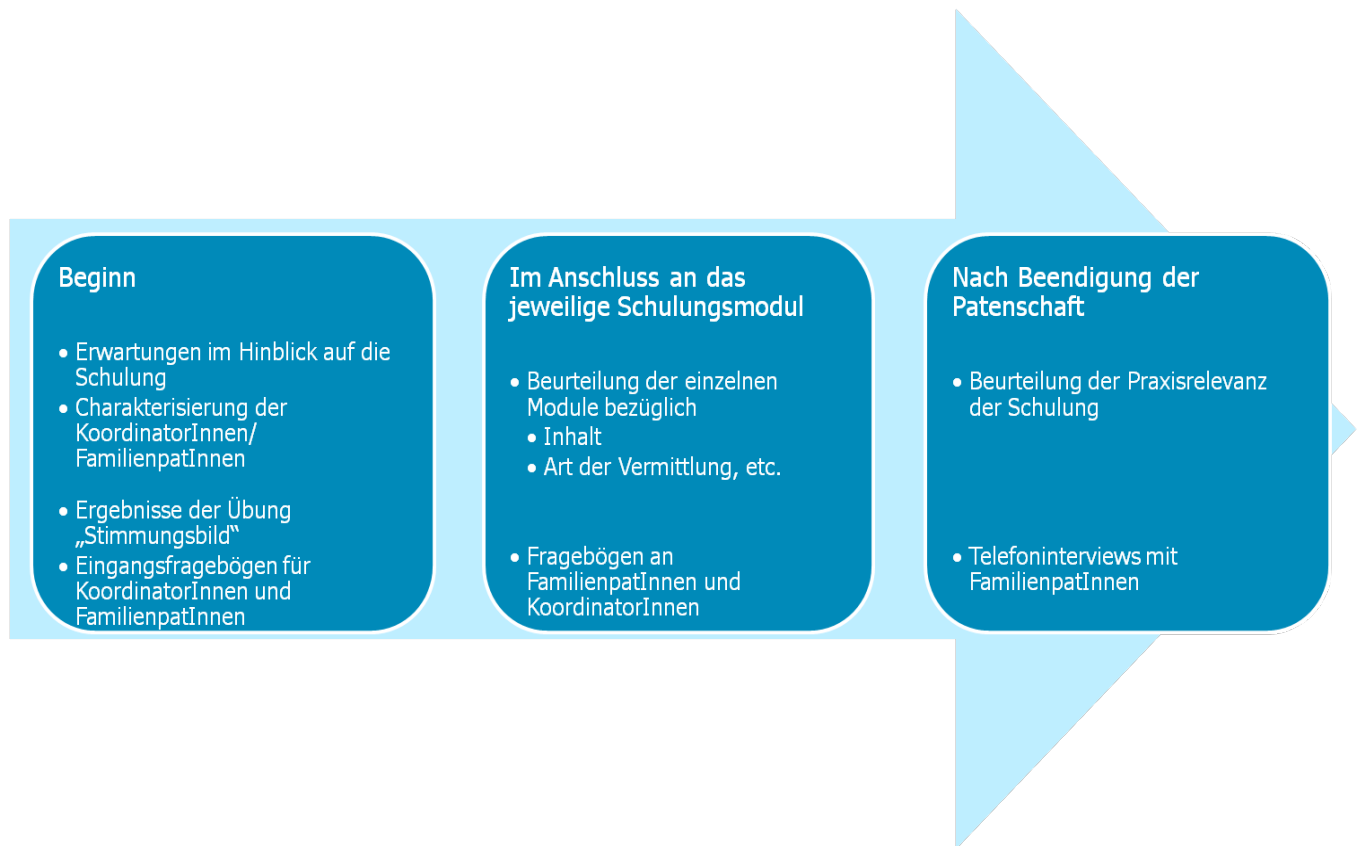 Beginn
• Erwartungen im Hinblick auf die
Schulung
• Charakterisierung der
KoordinatorInnen/
FamilienpatInnen
• Ergebnisse der Übung
„Stimmungsbild“
• Eingangsfragebögen für
KoordinatorInnen und
FamilienpatInnen
Im Anschluss an das
jeweilige Schulungsmodul
• Beurteilung der einzelnen
Module bezüglich
• Inhalt
• Art der Vermittlung, etc.
• Fragebögen an
FamilienpatInnen und
KoordinatorInnen
Nach Beendigung der
Patenschaft
• Beurteilung der Praxisrelevanz
der Schulung
• Telefoninterviews mit
FamilienpatInnen